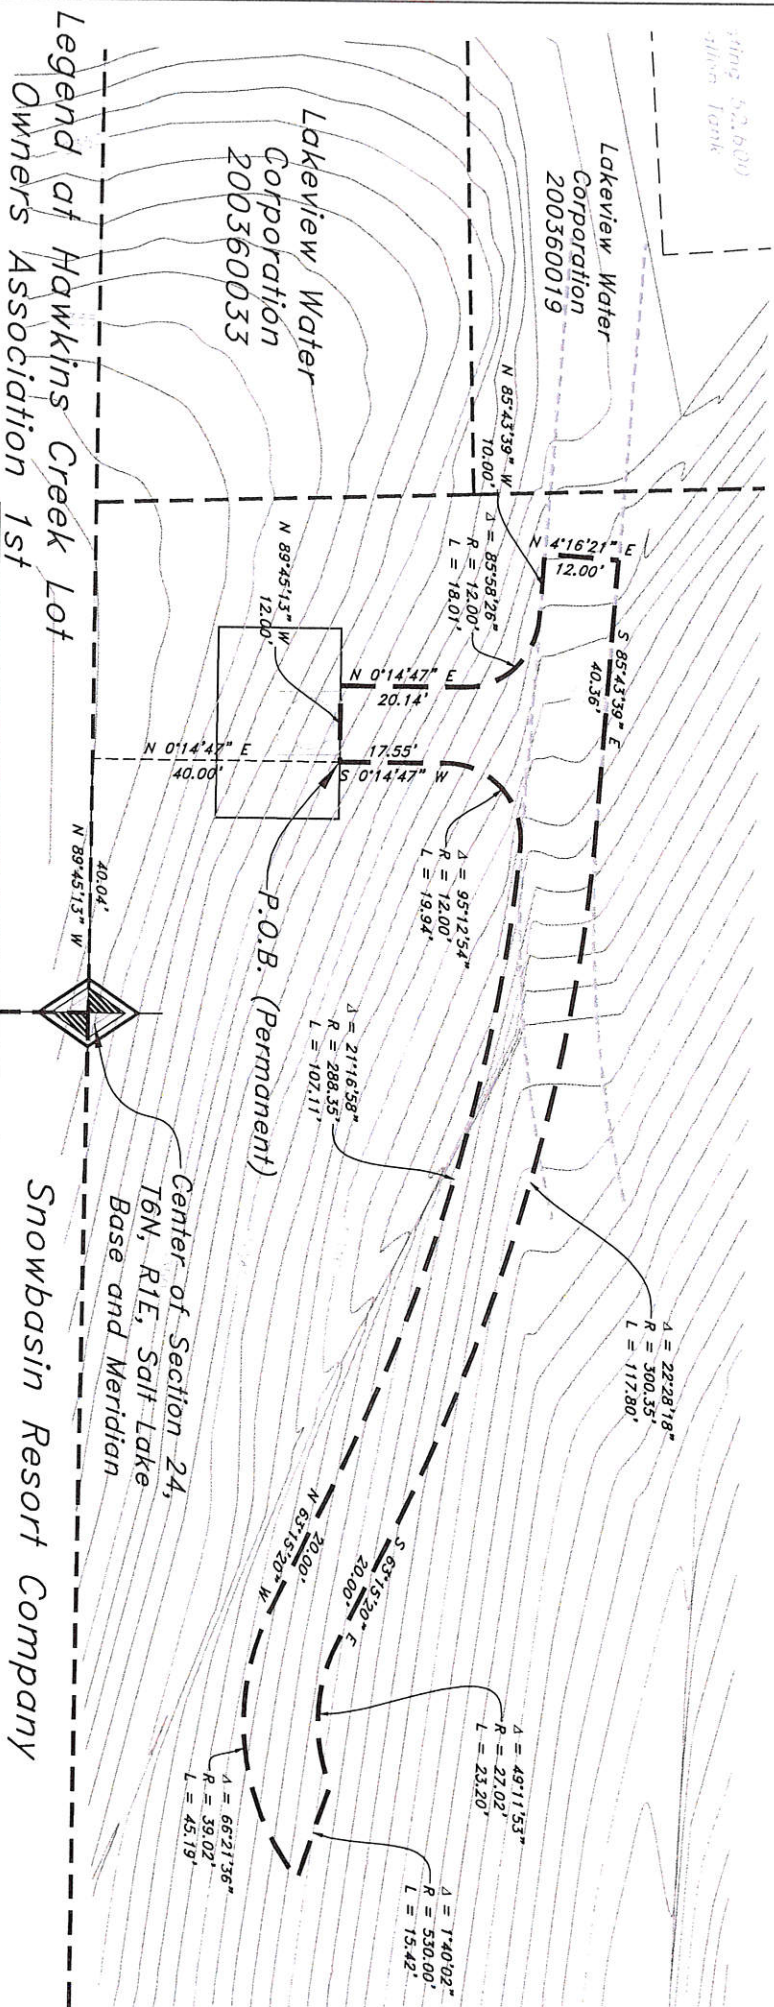 52,600
Tank
Lakeview Water
Corporation
200360019
Lakeview Water
Corporation
200360033
Legend at Hawkins Creek Lot
Owners Association 1st
N 85°43'39" W
10.00'
N 4°16'21" E
12.00'
S 85°43'39" E
40.36'
Δ = 85°58'26"
R = 12.00'
L = 18.01'
N 89°45'13" W
12.00'
N 0°14'47" E
20.14'
17.55'
S 0°14'47" W
N 0°14'47" E
40.00'
Δ = 95°12'54"
R = 12.00'
L = 19.94'
P.O.B. (Permanent)
40.04'
N 89°45'13" W
Δ = 21°16'58"
R = 288.35'
L = 107.11'
Δ = 22°28'18"
R = 300.35'
L = 117.80'
Center of Section 24,
T6N, R1E, Salt Lake
Base and Meridian
Snowbasin Resort Company
S 63°15'20" E
20.00'
N 63°15'20" W
20.00'
Δ = 49°11'53"
R = 27.02'
L = 23.20'
Δ = 66°21'36"
R = 39.02'
L = 45.19'
Δ = 1°40'02"
R = 530.00'
L = 15.42'